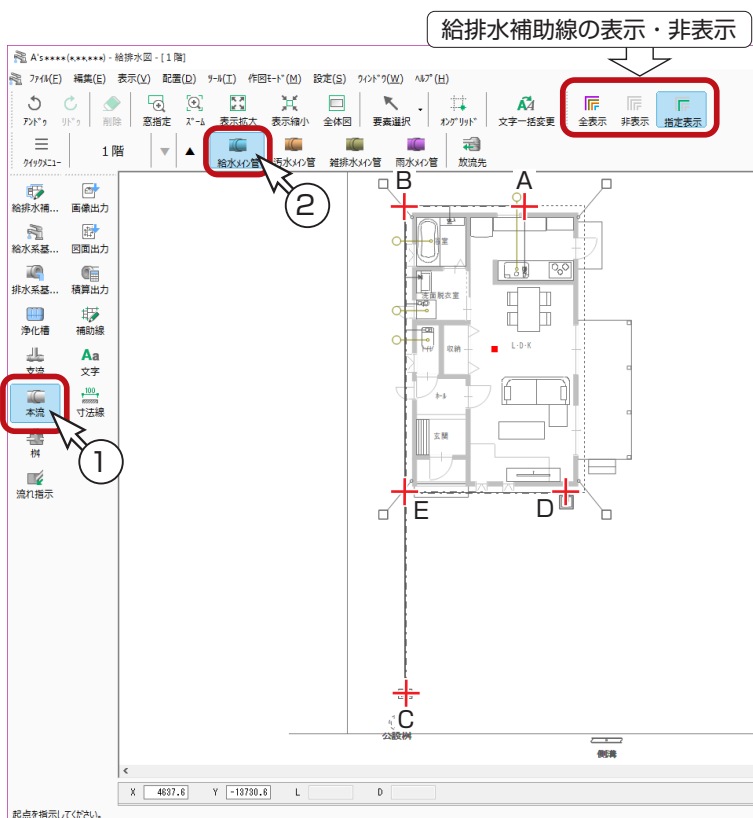 給排水補助線の表示・非表示
A's****(*.**.***) - 給排水図 - [1階]
ファイル(F) 編集(E) 表示(V) 配置(D) ツール(T) 作図モード(M) 設定(S) ウインドウ(W) ヘルプ(H)
アンドゥ リドゥ 削除 窓指定 ズーム 表示拡大 表示縮小 全体図 要素選択 オングリッド 文字一括変更 全表示 非表示 指定表示
クイックメニュー 1階 ▼ ▲ 給水メイン管 汚水メイン管 雑排水メイン管 雨水メイン管 放流先
②
給排水補... 画像出力
給水系基... 図面出力
排水系基... 積算出力
浄化槽 補助線
支流 文字
本流 寸法線
①
桝
流れ指示
B A
浴室
洗面脱衣室
トイレ 収納 L・D・K
ホール
玄関
E D
C
公設桝
側溝
X 4637.6 Y -13730.6 L D
起点を指示してください。